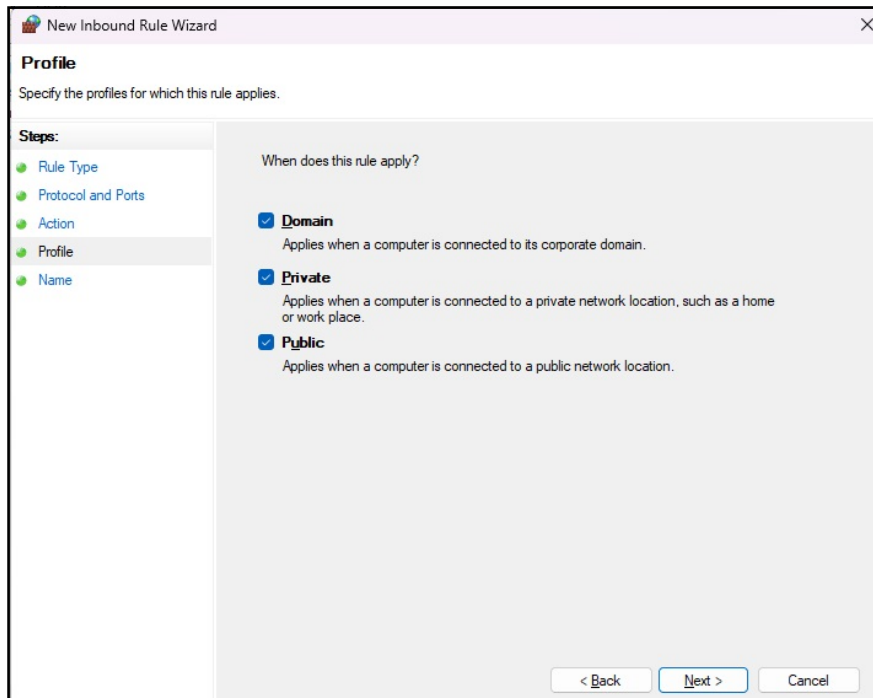 New Inbound Rule Wizard
Profile
Specify the profiles for which this rule applies.
Steps:
Rule Type
Protocol and Ports
Action
Profile
Name
When does this rule apply?
Domain
Applies when a computer is connected to its corporate domain.
Private
Applies when a computer is connected to a private network location, such as a home
or work place.
Public
Applies when a computer is connected to a public network location.
< Back
Next >
Cancel